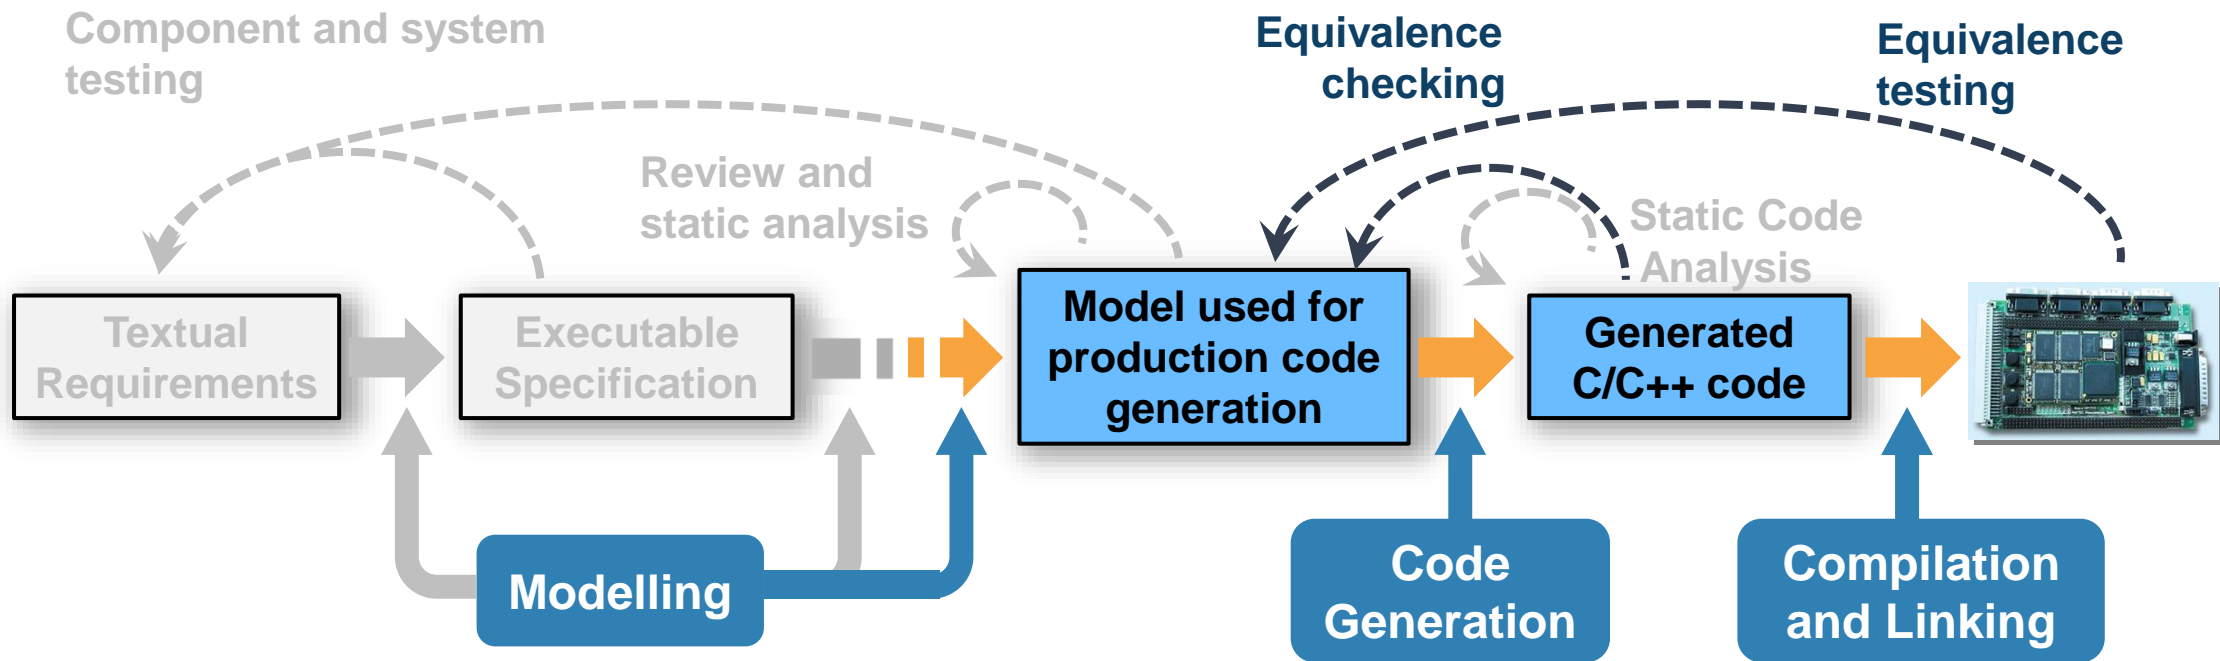 Component and system
testing
Equivalence
checking
Equivalence
testing
Review and
static analysis
Static Code
Analysis
Textual
Requirements
Executable
Specification
Model used for
production code
generation
Generated
C/C++ code
Modelling
Code
Generation
Compilation
and Linking